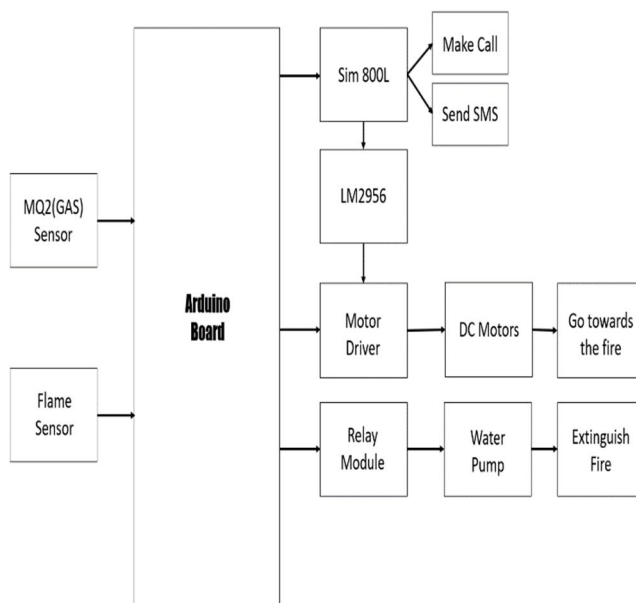 Make Call
Sim 800L
Send SMS
MQ2(GAS)
Sensor
LM2956
Arduino
Board
Motor
Driver
DC Motors
Go towards
the fire
Flame
Sensor
Relay
Module
Water
Pump
Extinguish
Fire